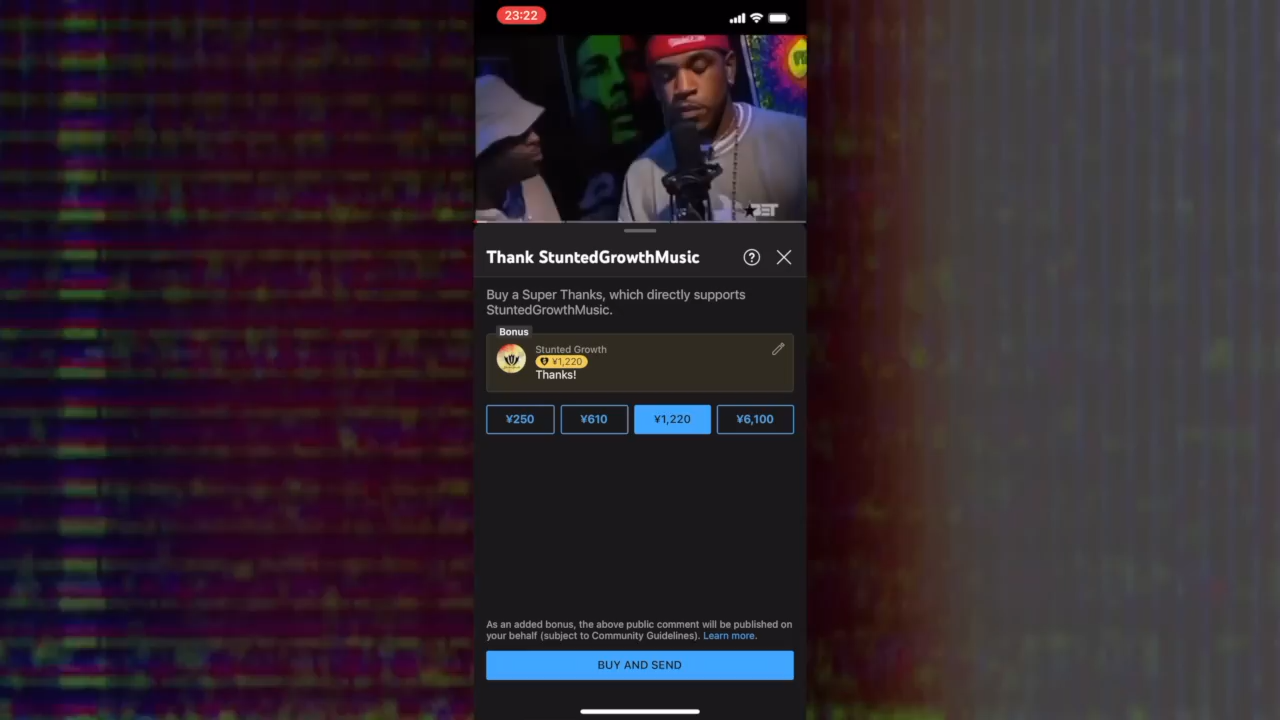 23:22
BET
Thank StuntedGrowthMusic
Buy a Super Thanks, which directly supports
StuntedGrowthMusic.
Bonus
Stunted Growth
¥1,220
Thanks!
¥250 ¥610 ¥1,220 ¥6,100
As an added bonus, the above public comment will be published on
your behalf (subject to Community Guidelines). Learn more.
BUY AND SEND